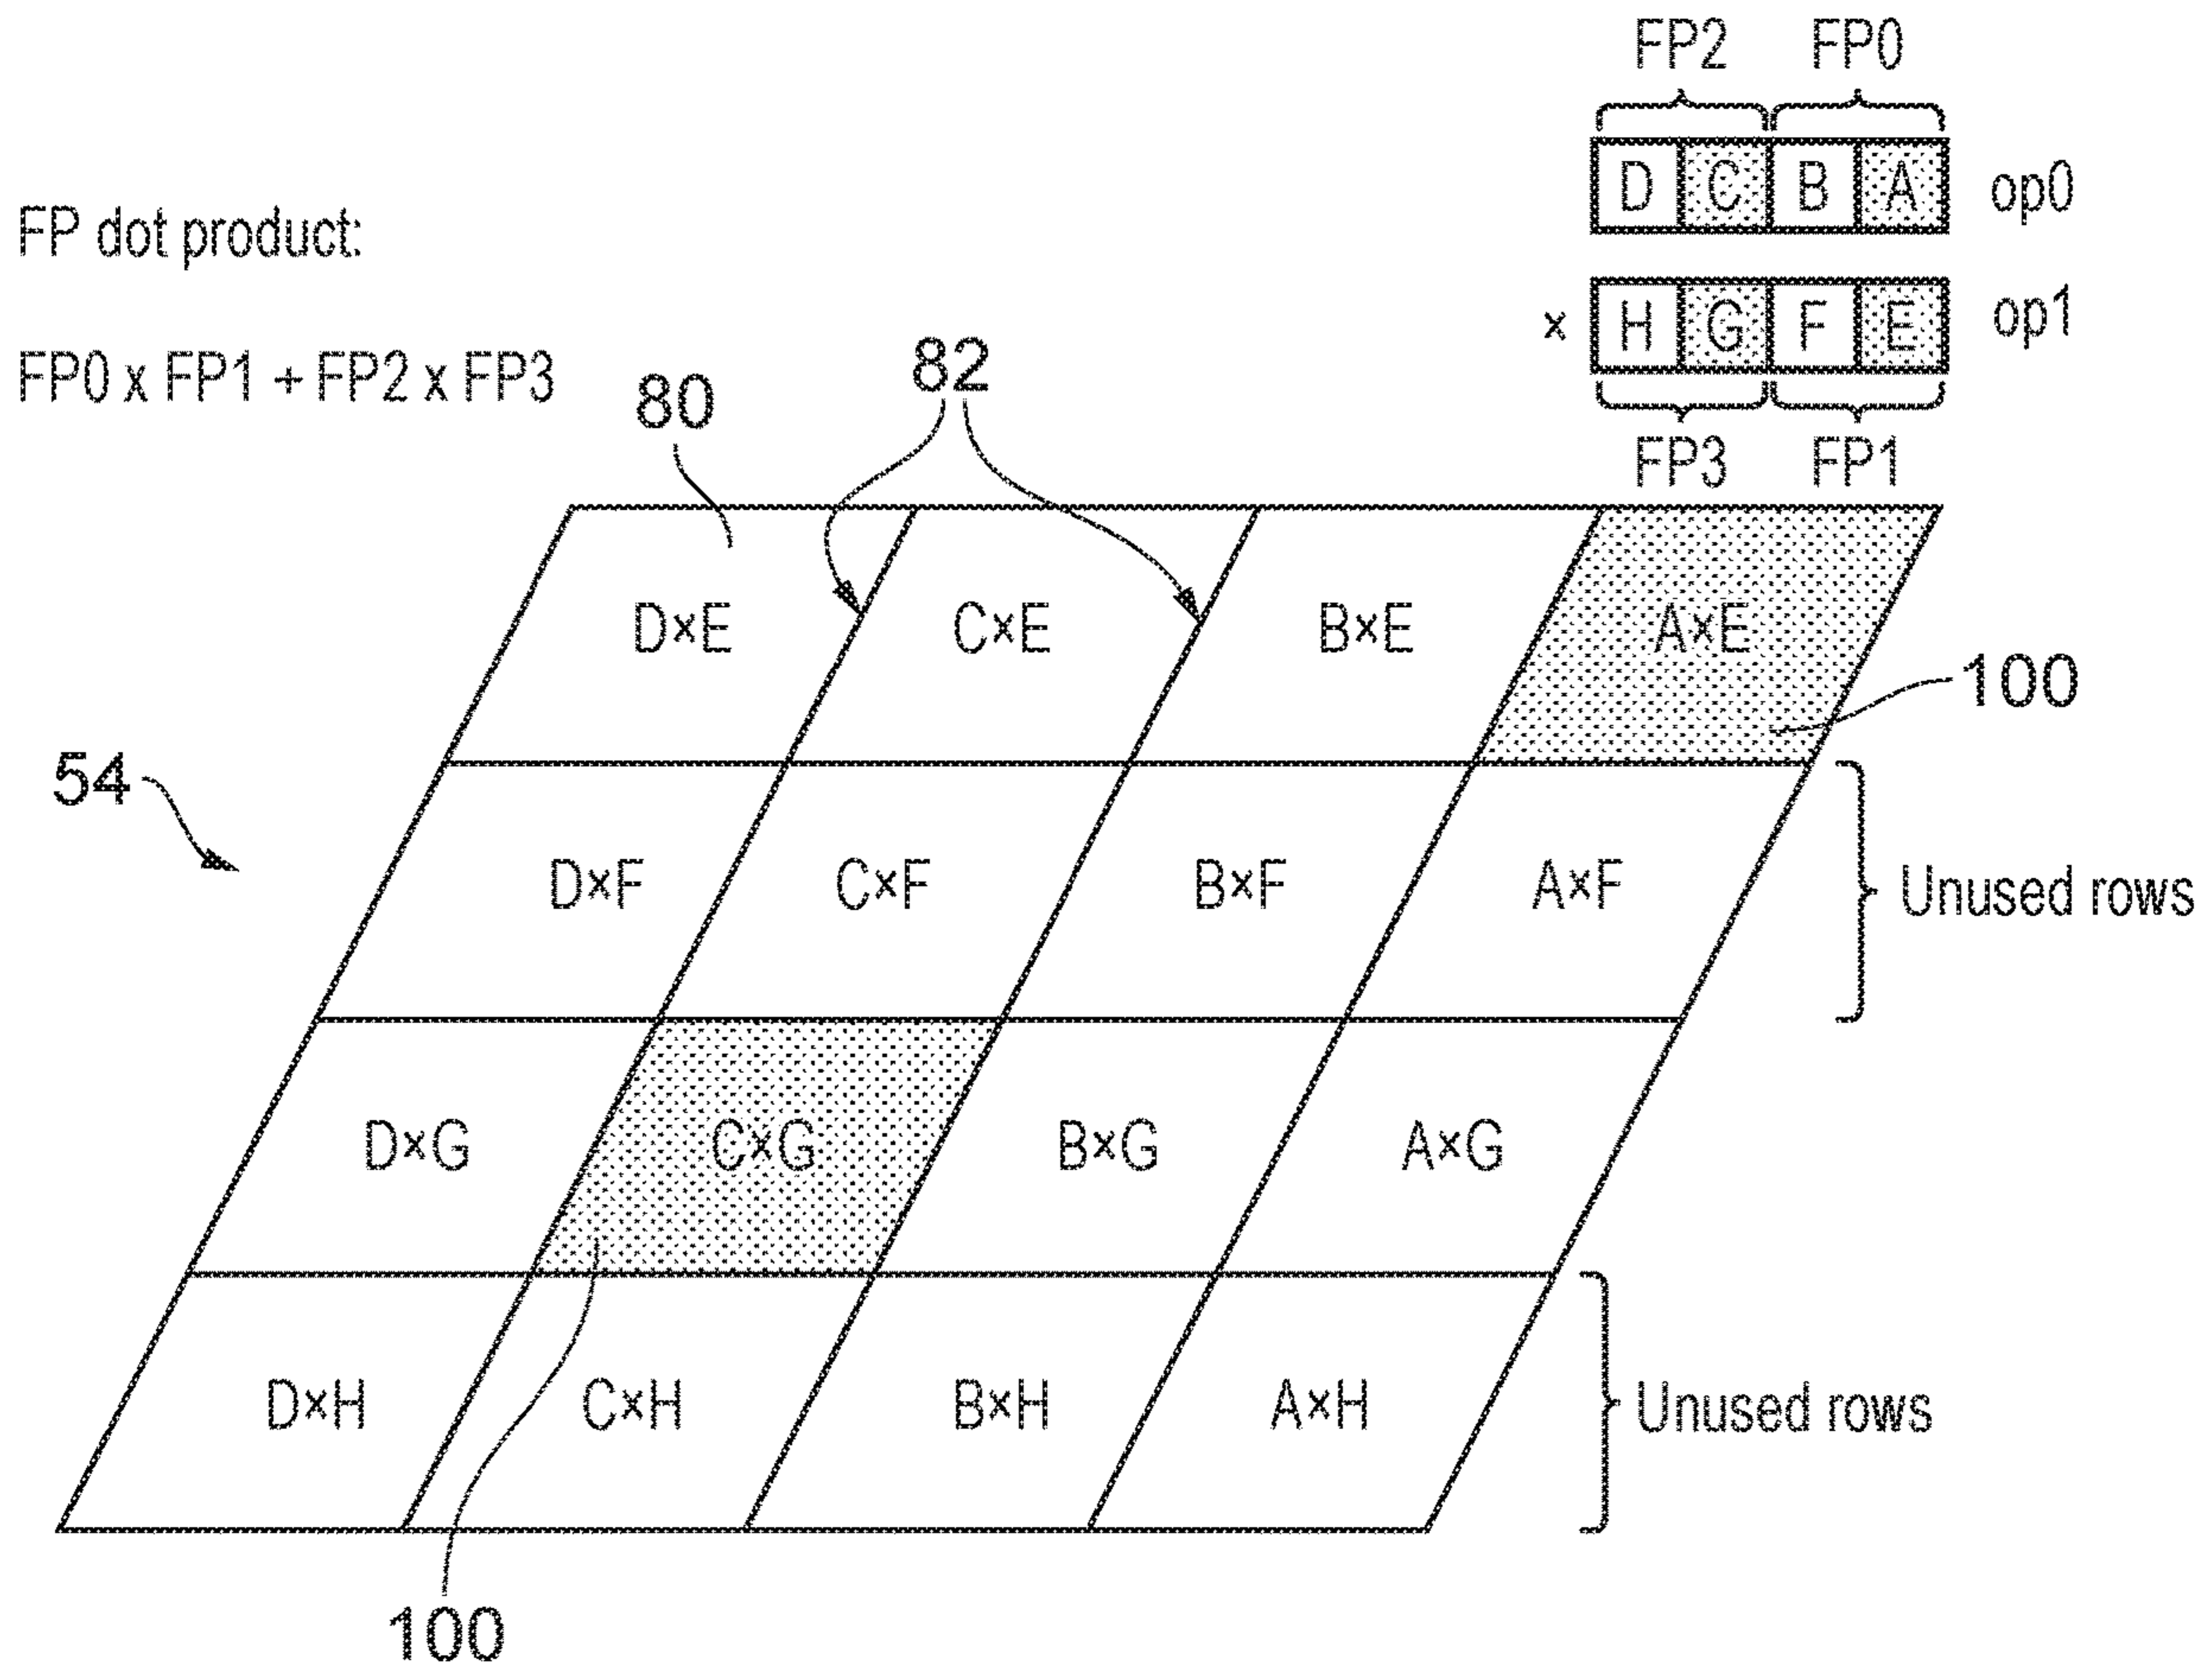 FP2 FP0
D C B A op0
FP dot product:
× H G F E op1
FP0 x FP1 + FP2 x FP3
82
80
FP3 FP1
D×E C×E B×E A×E
100
54
D×F C×F B×F A×F Unused rows
D×G C×G B×G A×G
D×H C×H B×H A×H Unused rows
100